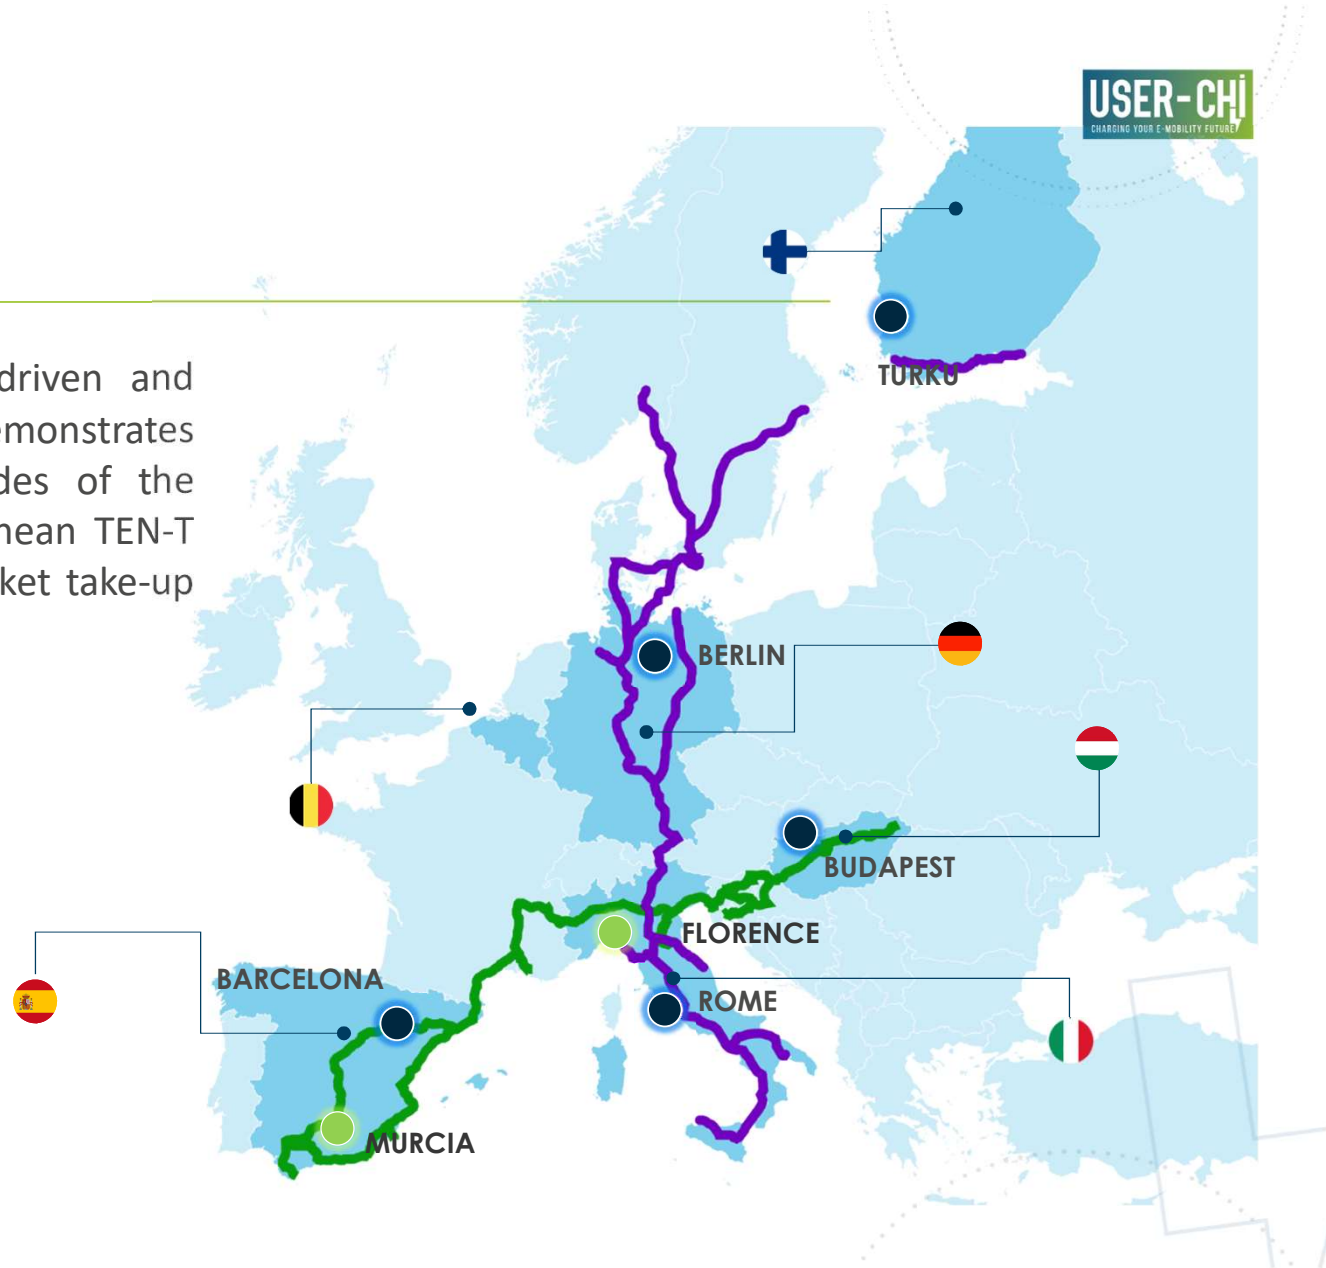 USER-CHI
CHARGING YOUR E-MOBILITY FUTURE
driven and
emonstrates
des of the
nean TEN-T
ket take-up
TURKU
BERLIN
BUDAPEST
FLORENCE
BARCELONA
ROME
MURCIA